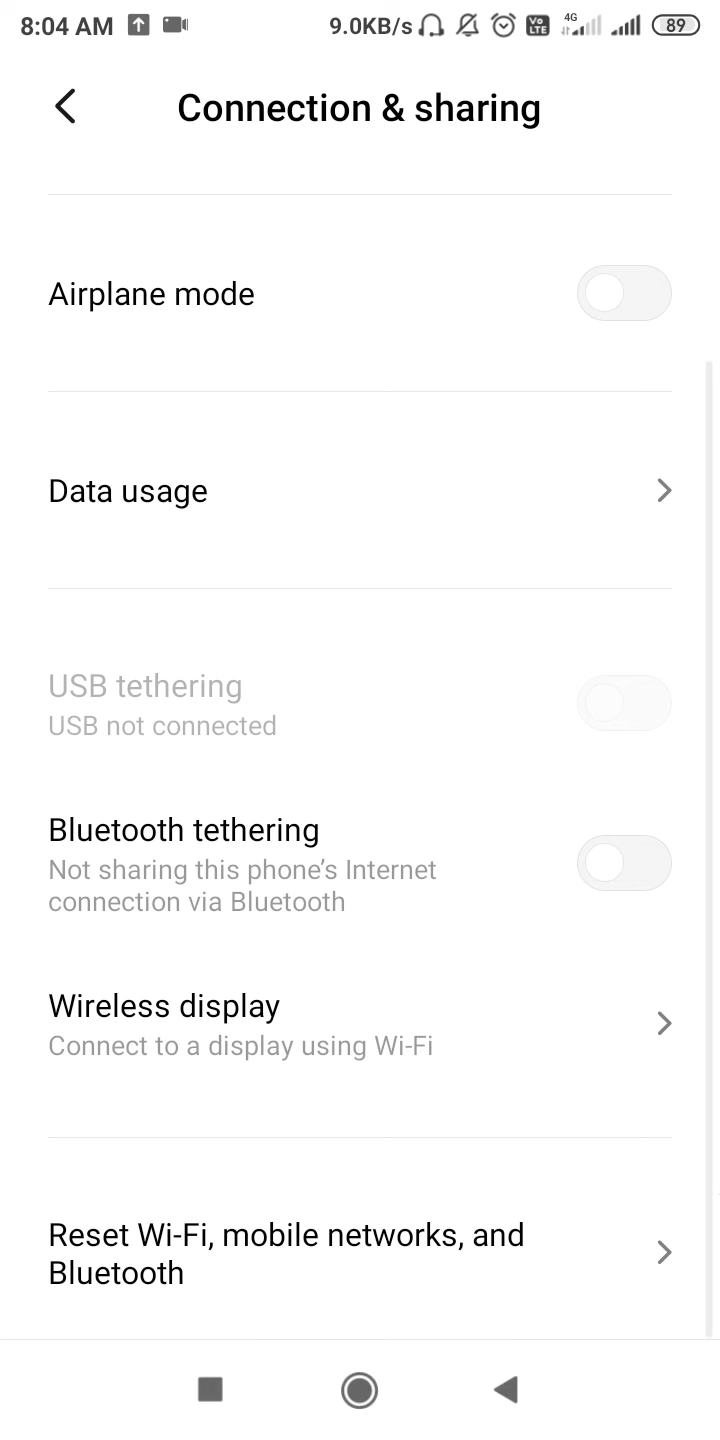 8:04 AM 9.0KB/s Vo LTE 4G 89
Connection & sharing
Airplane mode
Data usage
USB tethering
USB not connected
Bluetooth tethering
Not sharing this phone’s Internet
connection via Bluetooth
Wireless display
Connect to a display using Wi-Fi
Reset Wi-Fi, mobile networks, and
Bluetooth